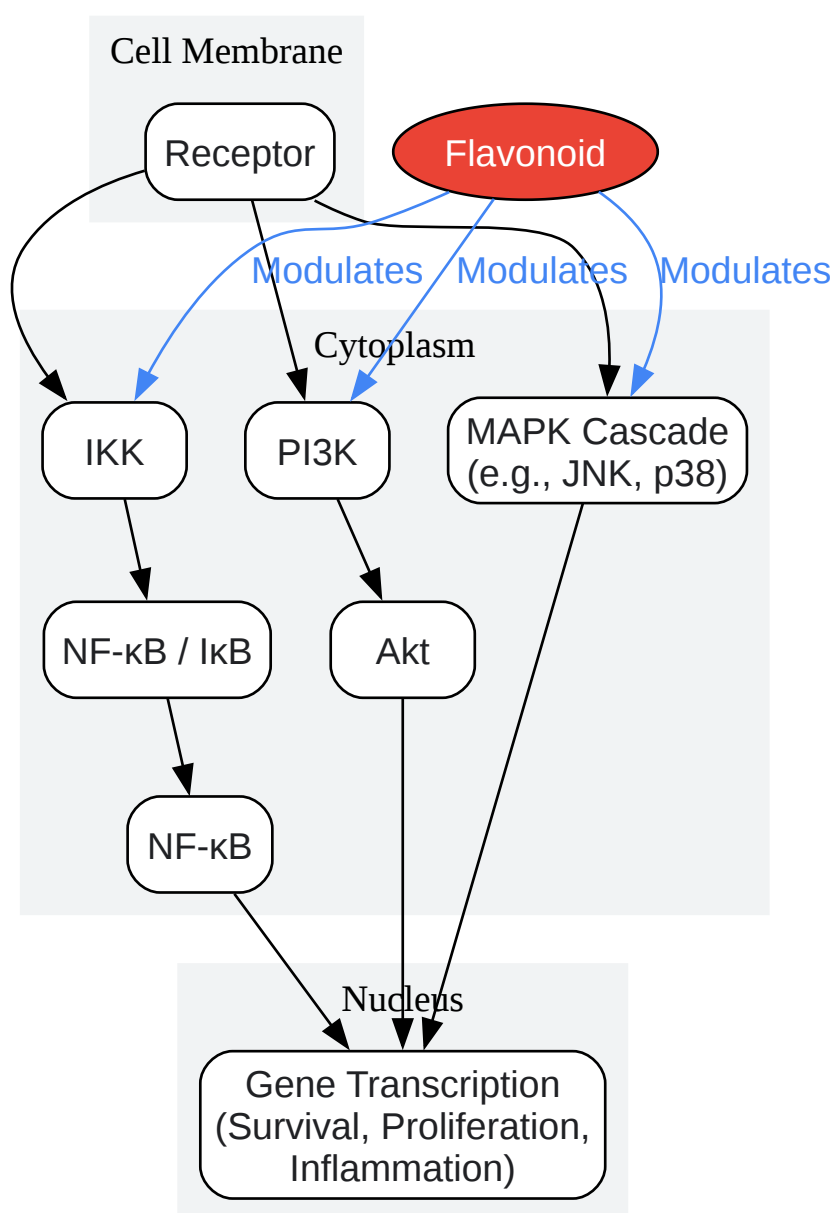 Cell Membrane
Receptor
Flavonoid
Modulates
Modulates
Modulates
Cytoplasm
IKK
PI3K
MAPK Cascade
(e.g., JNK, p38)
NF-κB / IκB
Akt
NF-κB
Nucleus
Gene Transcription
(Survival, Proliferation,
Inflammation)